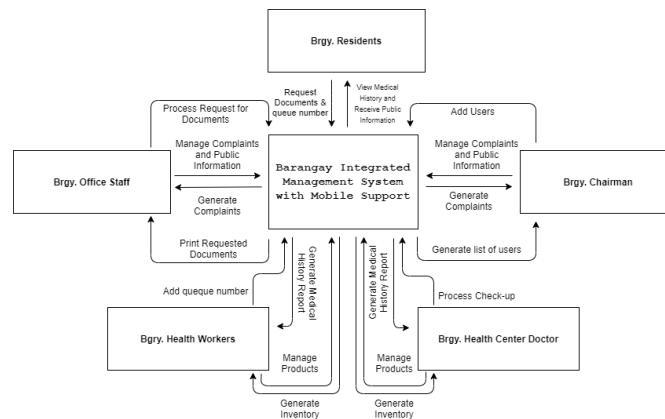 Brgy. Residents
Request
Documents &
queue number
View Medical
History and
Receive Public
Information
Process Request for
Documents
Add Users
Manage Complaints
and Public
Information
Manage Complaints
and Public
Information
Brgy. Office Staff
Barangay Integrated
Management System
with Mobile Support
Brgy. Chairman
Generate
Complaints
Generate
Complaints
Print Requested
Documents
Generate list of users
Generate Medical
History Report
Generate Medical
History Report
Add queque number
Process Check-up
Bgry. Health Workers
Brgy. Health Center Doctor
Manage
Products
Manage
Products
Generate
Inventory
Generate
Inventory